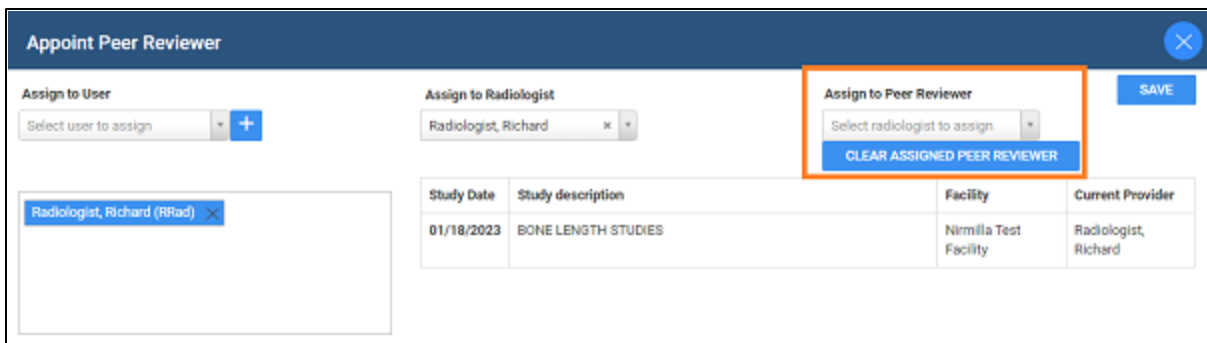 Appoint Peer Reviewer
Assign to User
Assign to Radiologist
Assign to Peer Reviewer
SAVE
Select user to assign
Radiologist, Richard
Select radiologist to assign
CLEAR ASSIGNED PEER REVIEWER
Radiologist, Richard (RRad)
Study Date Study description Facility Current Provider
01/18/2023 BONE LENGTH STUDIES Nirmilla Test Radiologist,
Facility Richard